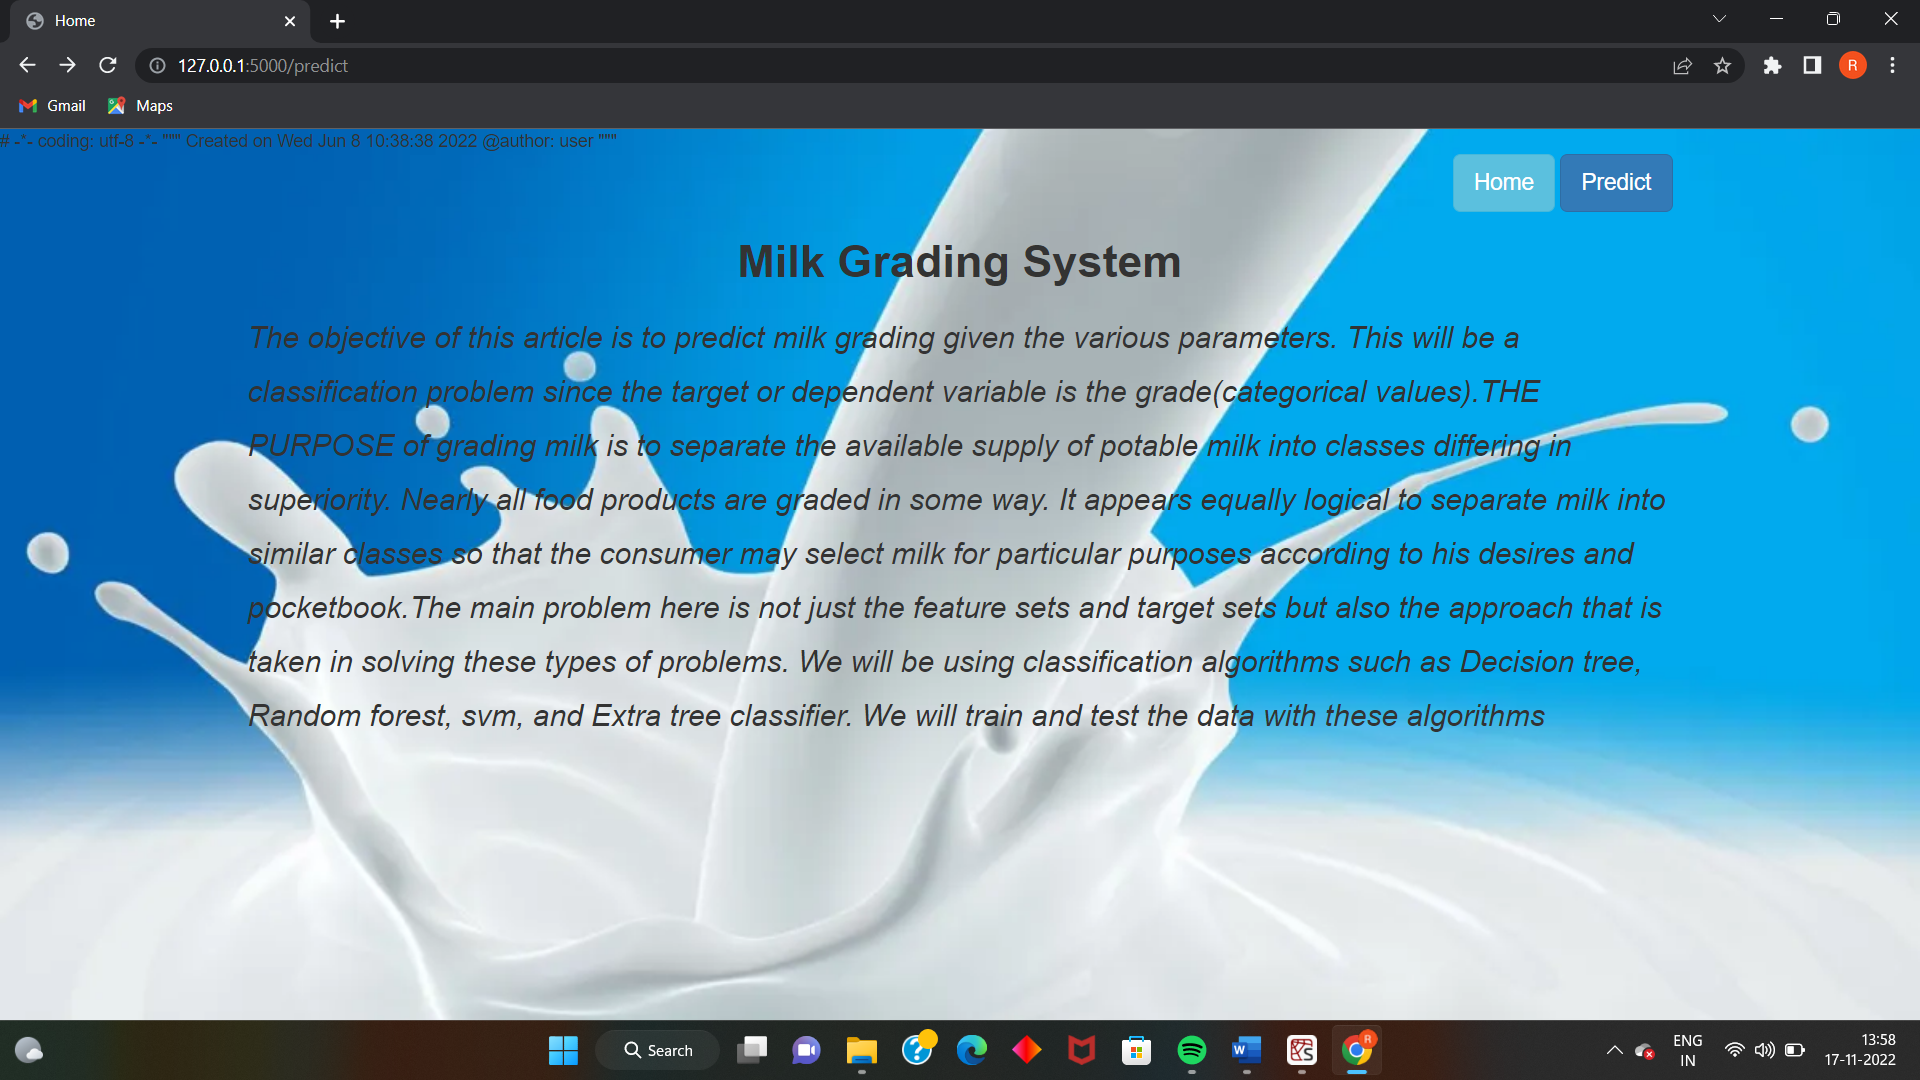 Home
127.0.0.1:5000/predict
R
Gmail Maps
# -*- coding: utf-8 -*- """ Created on Wed Jun 8 10:38:38 2022 @author: user """
Home Predict
Milk Grading System
The objective of this article is to predict milk grading given the various parameters. This will be a
classification problem since the target or dependent variable is the grade(categorical values).THE
PURPOSE of grading milk is to separate the available supply of potable milk into classes differing in
superiority. Nearly all food products are graded in some way. It appears equally logical to separate milk into
similar classes so that the consumer may select milk for particular purposes according to his desires and
pocketbook.The main problem here is not just the feature sets and target sets but also the approach that is
taken in solving these types of problems. We will be using classification algorithms such as Decision tree,
Random forest, svm, and Extra tree classifier. We will train and test the data with these algorithms
Search
ENG
IN
13:58
17-11-2022